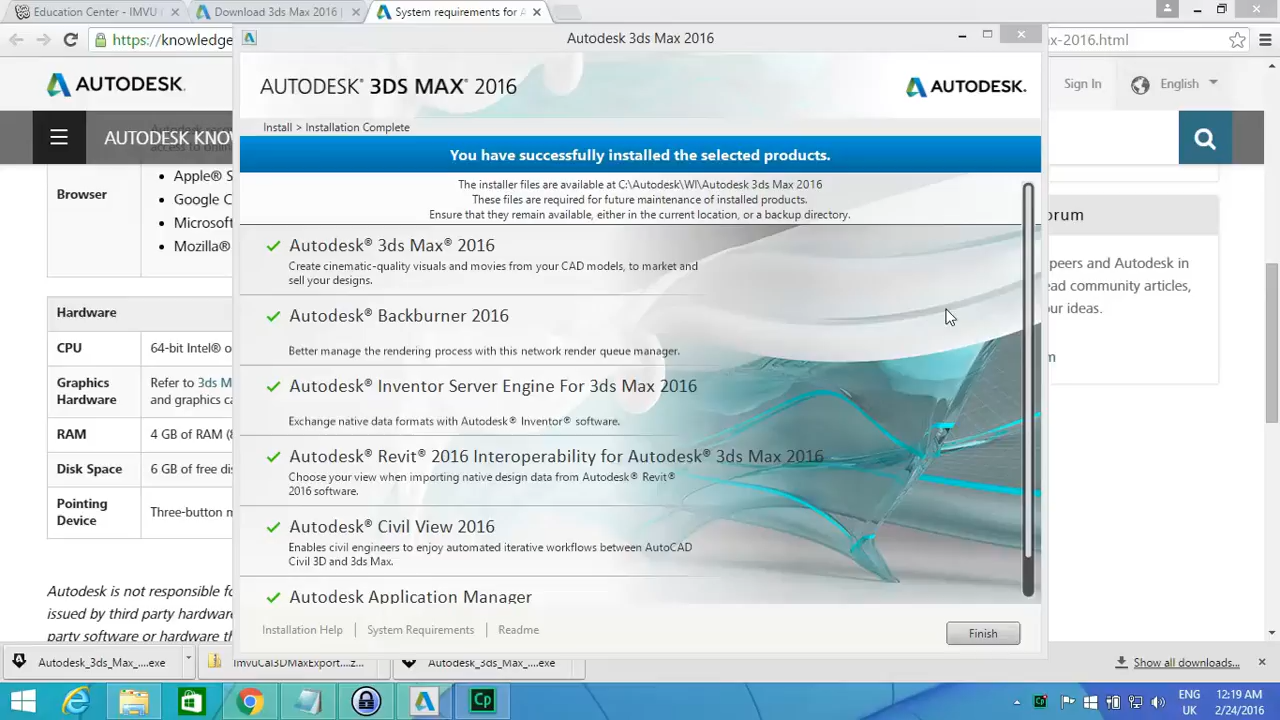 Education Center - IMVU
Download 3ds Max 2016 |
System requirements for A
https://knowledge
x-2016.html
Autodesk 3ds Max 2016
AUTODESK.
AUTODESK® 3DS MAX® 2016
AUTODESK.
Sign In
English
Install > Installation Complete
AUTODESK KNO
You have successfully installed the selected products.
The installer files are available at C:\Autodesk\WI\Autodesk 3ds Max 2016
These files are required for future maintenance of installed products.
Ensure that they remain available, either in the current location, or a backup directory.
Browser
Apple® S
Google C
Microsof
Mozilla®
orum
peers and Autodesk in
ead community articles,
our ideas.
m
Autodesk® 3ds Max® 2016
Create cinematic-quality visuals and movies from your CAD models, to market and
sell your designs.
Autodesk® Backburner 2016
Better manage the rendering process with this network render queue manager.
Autodesk® Inventor Server Engine For 3ds Max 2016
Exchange native data formats with Autodesk® Inventor® software.
Autodesk® Revit® 2016 Interoperability for Autodesk® 3ds Max 2016
Choose your view when importing native design data from Autodesk® Revit®
2016 software.
Autodesk® Civil View 2016
Enables civil engineers to enjoy automated iterative workflows between AutoCAD
Civil 3D and 3ds Max.
Autodesk Application Manager
Hardware
CPU
64-bit Intel® o
Graphics
Hardware
Refer to 3ds M
and graphics ca
RAM
4 GB of RAM (8
Disk Space
6 GB of free dis
Pointing
Device
Three-button m
Autodesk is not responsible fo
issued by third party hardware
party software or hardware th
Installation Help
System Requirements
Readme
Finish
Autodesk_3ds_Max_....exe
ImvuCal3DMaxExport....z...
Autodesk_3ds_Max_....exe
Show all downloads...
Cp
ENG
UK
12:19 AM
2/24/2016